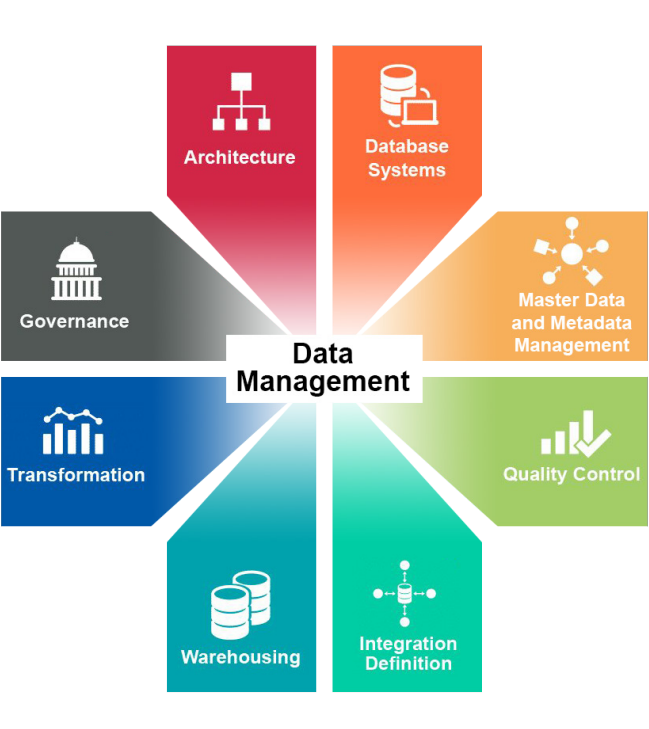 Architecture
Database
Systems
Governance
Master Data
and Metadata
Management
Data
Management
Transformation
Quality Control
Warehousing
Integration
Definition